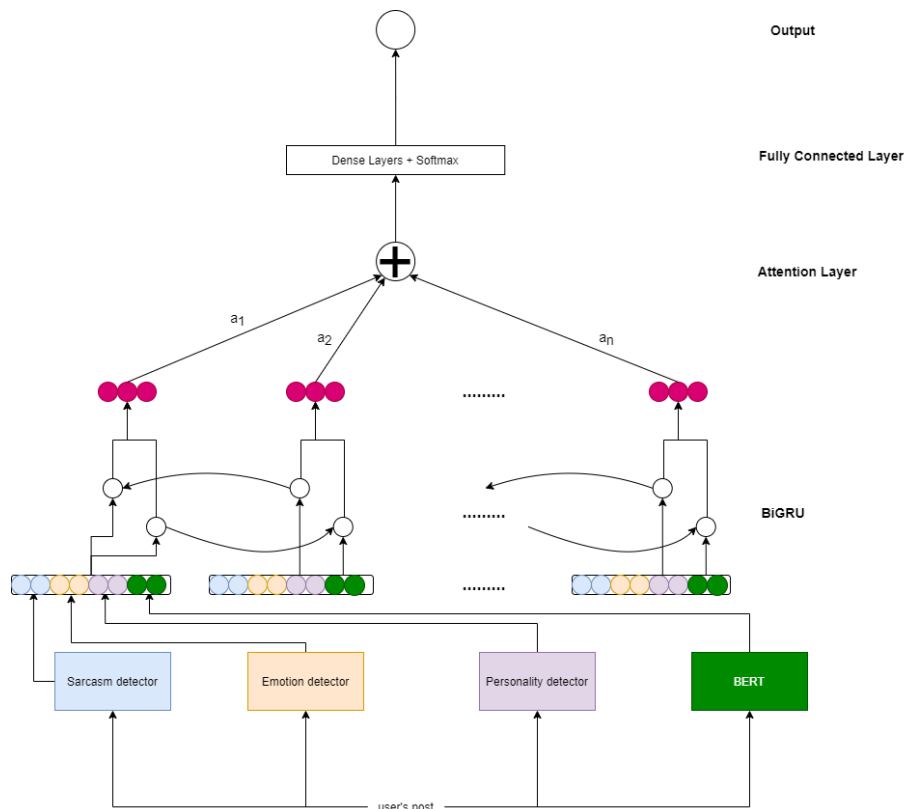 Output
Dense Layers + Softmax
Fully Connected Layer
Attention Layer
a1
a2
an
.........
BiGRU
.........
.........
Sarcasm detector
Emotion detector
Personality detector
BERT
user's post